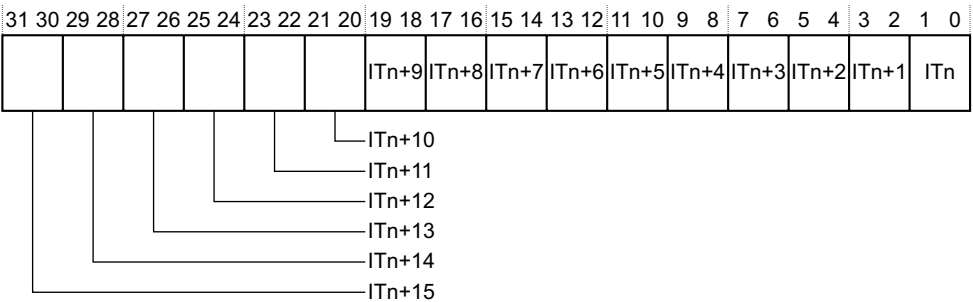 31 30 29 28 27 26 25 24 23 22 21 20 19 18 17 16 15 14 13 12 11 10 9 8 7 6 5 4 3 2 1 0
ITn+9 ITn+8 ITn+7 ITn+6 ITn+5 ITn+4 ITn+3 ITn+2 ITn+1 ITn
ITn+10
ITn+11
ITn+12
ITn+13
ITn+14
ITn+15